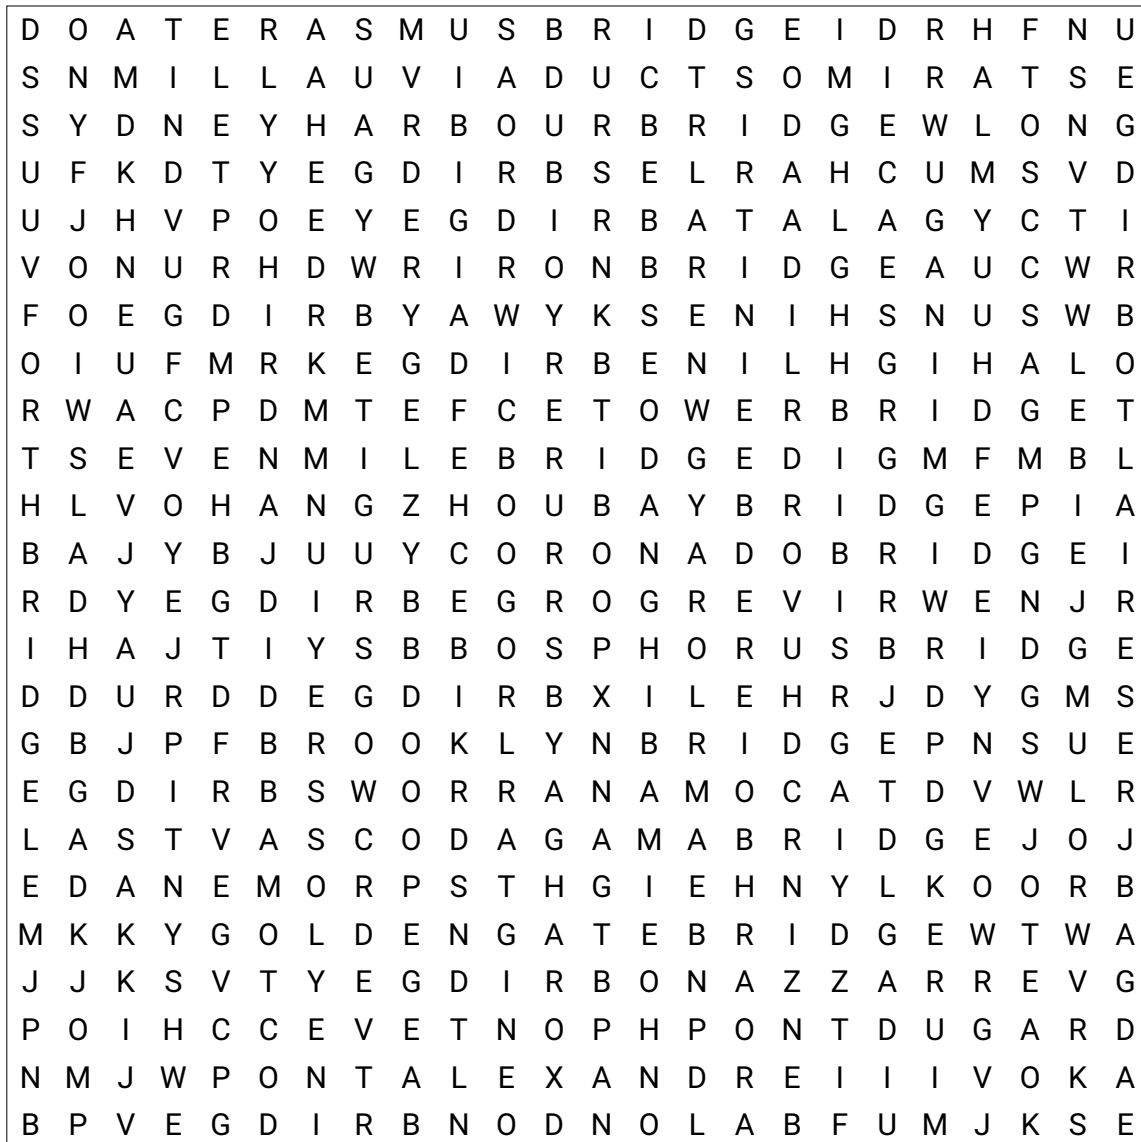 D O A T E R A S M U S B R I D G E I D R H F N U
S N M I L L A U V I A D U C T S O M I R A T S E
S Y D N E Y H A R B O U R B R I D G E W L O N G
U F K D T Y E G D I R B S E L R A H C U M S V D
U J H V P O E Y E G D I R B A T A L A G Y C T I
V O N U R H D W R I R O N B R I D G E A U C W R
F O E G D I R B Y A W Y K S E N I H S N U S W B
O I U F M R K E G D I R B E N I L H G I H A L O
R W A C P D M T E F C E T O W E R B R I D G E T
T S E V E N M I L E B R I D G E D I G M F M B L
H L V O H A N G Z H O U B A Y B R I D G E P I A
B A J Y B J U U Y C O R O N A D O B R I D G E I
R D Y E G D I R B E G R O G R E V I R W E N J R
I H A J T I Y S B B O S P H O R U S B R I D G E
D D U R D D E G D I R B X I L E H R J D Y G M S
G B J P F B R O O K L Y N B R I D G E P N S U E
E G D I R B S W O R R A N A M O C A T D V W L R
L A S T V A S C O D A G A M A B R I D G E J O J
E D A N E M O R P S T H G I E H N Y L K O O R B
M K K Y G O L D E N G A T E B R I D G E W T W A
J J K S V T Y E G D I R B O N A Z Z A R R E V G
P O I H C C E V E T N O P H P O N T D U G A R D
N M J W P O N T A L E X A N D R E I I I V O K A
B P V E G D I R B N O D N O L A B F U M J K S E